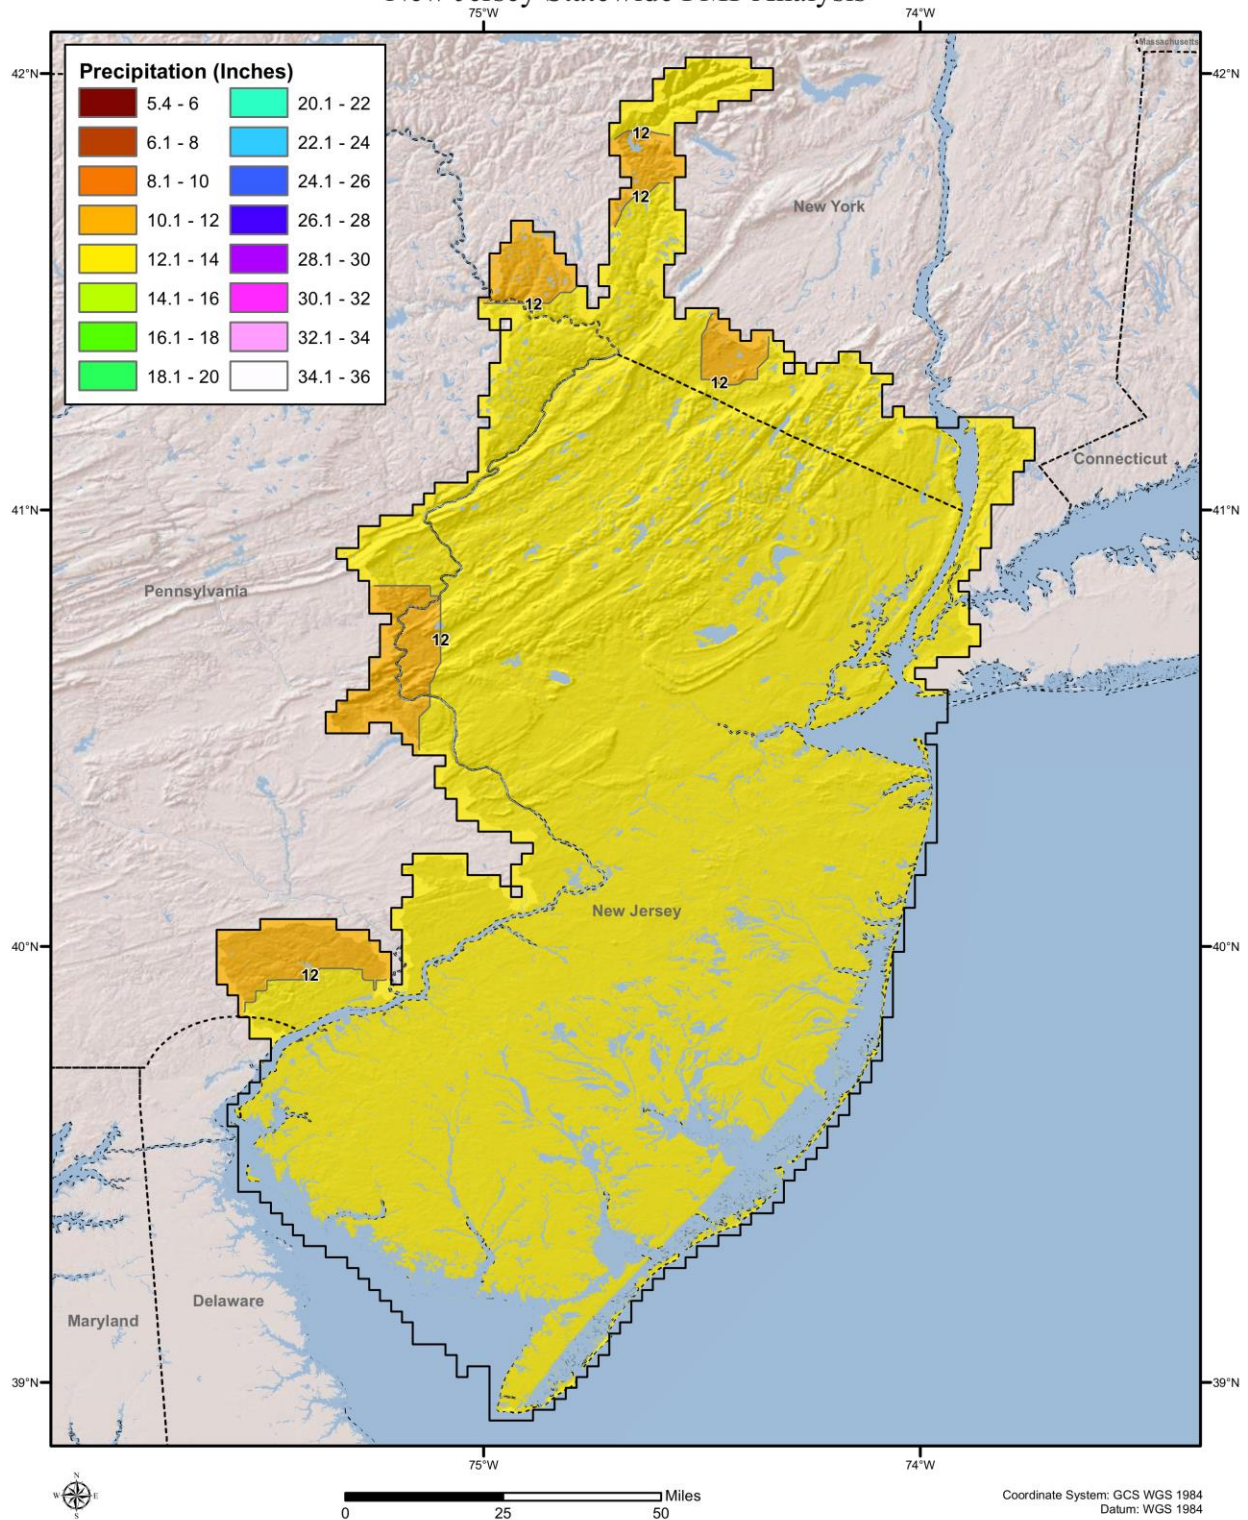 New Jersey Statewide PMP Analysis
75°W 74°W
42°N 42°N
Massachusetts
Precipitation (Inches)
5.4 - 6 20.1 - 22
6.1 - 8 22.1 - 24
8.1 - 10 24.1 - 26
10.1 - 12 26.1 - 28
12.1 - 14 28.1 - 30
14.1 - 16 30.1 - 32
16.1 - 18 32.1 - 34
18.1 - 20 34.1 - 36
12
12
New York
12
12
Connecticut
41°N 41°N
Pennsylvania
12
New Jersey
40°N 40°N
12
Delaware
Maryland
39°N 39°N
75°W 74°W
N
W E
S
Miles
0 25 50
Coordinate System: GCS WGS 1984
Datum: WGS 1984